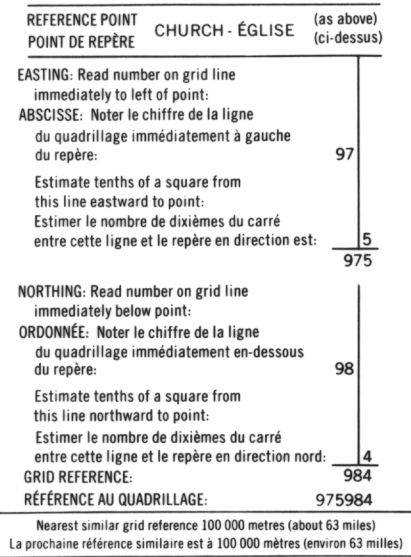 REFERENCE POINT CHURCH - ÉGLISE (as above)
POINT DE REPÈRE (ci-dessus)
EASTING: Read number on grid line
immediately to left of point:
ABSCISSE: Noter le chiffre de la ligne
du quadrillage immédiatement à gauche
du repère: 97
Estimate tenths of a square from
this line eastward to point:
Estimer le nombre de dixièmes du carré
entre cette ligne et le repère en direction est: 5
975
NORTHING: Read number on grid line
immediately below point:
ORDONNÉE: Noter le chiffre de la ligne
du quadrillage immédiatement en-dessous
du repère: 98
Estimate tenths of a square from
this line northward to point:
Estimer le nombre de dixièmes du carré
entre cette ligne et le repère en direction nord: 4
GRID REFERENCE: 984
RÉFÉRENCE AU QUADRILLAGE: 975984
Nearest similar grid reference 100 000 metres (about 63 miles)
La prochaine référence similaire est à 100 000 mètres (environ 63 miles)